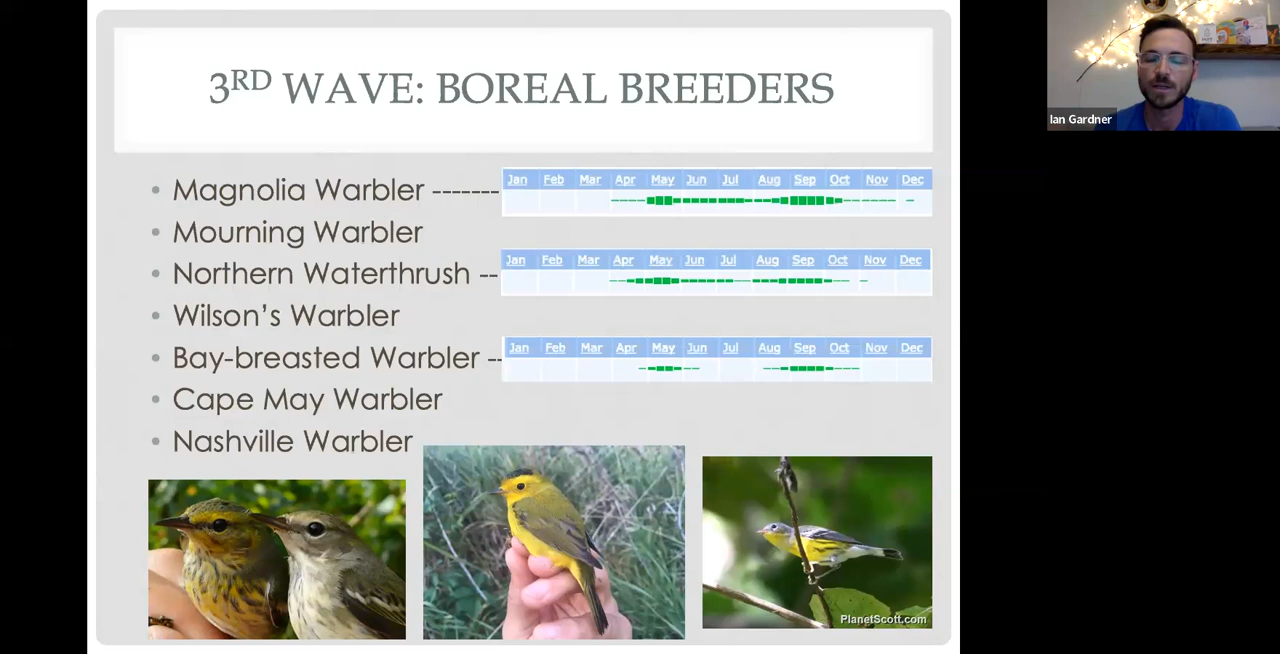 3RD WAVE: BOREAL BREEDERS
Ian Gardner
• Magnolia Warbler -------
Jan Feb Mar Apr May Jun Jul Aug Sep Oct Nov Dec
• Mourning Warbler
• Northern Waterthrush --
Jan Feb Mar Apr May Jun Jul Aug Sep Oct Nov Dec
• Wilson’s Warbler
• Bay-breasted Warbler --
Jan Feb Mar Apr May Jun Jul Aug Sep Oct Nov Dec
• Cape May Warbler
• Nashville Warbler
PlanetScott.com